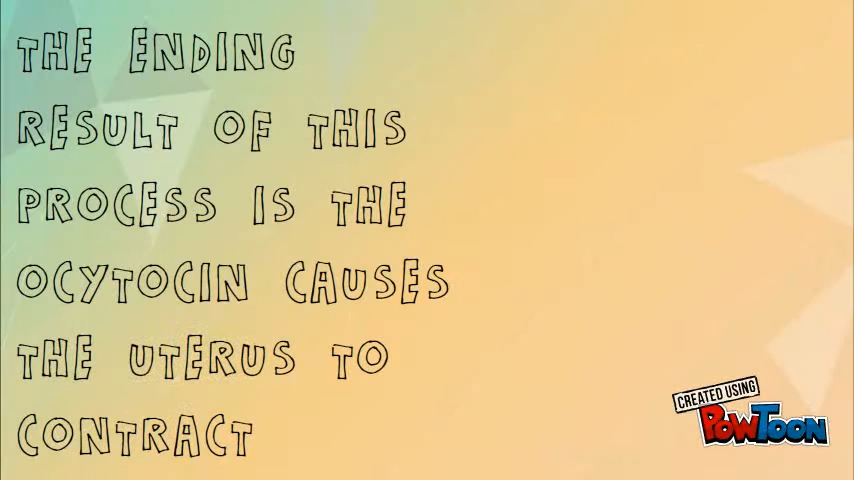 THE ENDING
RESULT OF THIS
PROCESS IS THE
OCYTOCIN CAUSES
THE UTERUS TO
CONTRACT
CREATED USING
POWTOON